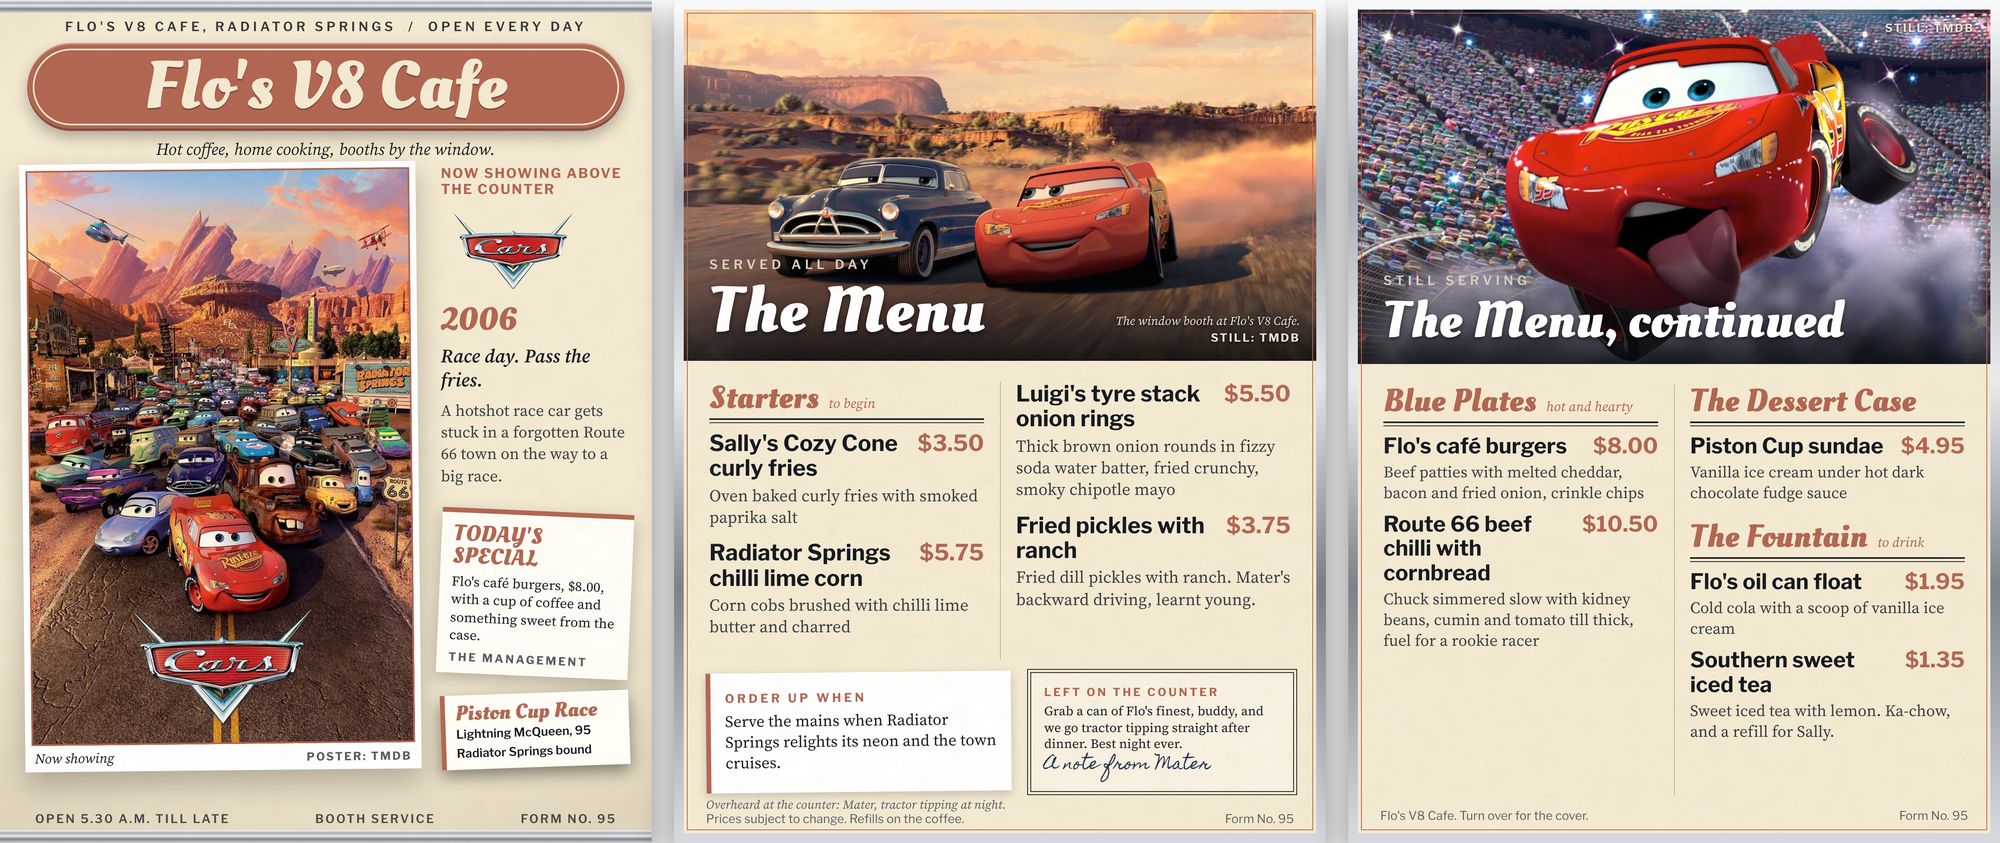 FLO'S V8 CAFE, RADIATOR SPRINGS / OPEN EVERY DAY
Flo's V8 Cafe
Hot coffee, home cooking, booths by the window.
NOW SHOWING ABOVE
THE COUNTER
Cars
2006
Race day. Pass the
fries.
A hotshot race car gets
stuck in a forgotten Route
66 town on the way to a
big race.
RADIATOR
SPRINGS
ROUTE
66
Rust-eze
Cars
TODAY'S
SPECIAL
Flo's café burgers, $8.00,
with a cup of coffee and
something sweet from the
case.
THE MANAGEMENT
Piston Cup Race
Lightning McQueen, 95
Radiator Springs bound
Now showing
POSTER: TMDB
OPEN 5.30 A.M. TILL LATE
BOOTH SERVICE
FORM NO. 95
SERVED ALL DAY
The Menu
The window booth at Flo's V8 Cafe.
STILL: TMDB
Starters to begin
Sally's Cozy Cone $3.50
curly fries
Oven baked curly fries with smoked
paprika salt
Radiator Springs $5.75
chilli lime corn
Corn cobs brushed with chilli lime
butter and charred
Luigi's tyre stack $5.50
onion rings
Thick brown onion rounds in fizzy
soda water batter, fried crunchy,
smoky chipotle mayo
Fried pickles with $3.75
ranch
Fried dill pickles with ranch. Mater's
backward driving, learnt young.
ORDER UP WHEN
Serve the mains when Radiator
Springs relights its neon and the town
cruises.
LEFT ON THE COUNTER
Grab a can of Flo's finest, buddy, and
we go tractor tipping straight after
dinner. Best night ever.
A note from Mater
Overheard at the counter: Mater, tractor tipping at night.
Prices subject to change. Refills on the coffee.
Form No. 95
STILL: TMDB
Rust-eze
95
95
STILL SERVING
The Menu, continued
Blue Plates hot and hearty
Flo's café burgers $8.00
Beef patties with melted cheddar,
bacon and fried onion, crinkle chips
Route 66 beef $10.50
chilli with
cornbread
Chuck simmered slow with kidney
beans, cumin and tomato till thick,
fuel for a rookie racer
The Dessert Case
Piston Cup sundae $4.95
Vanilla ice cream under hot dark
chocolate fudge sauce
The Fountain to drink
Flo's oil can float $1.95
Cold cola with a scoop of vanilla ice
cream
Southern sweet $1.35
iced tea
Sweet iced tea with lemon. Ka-chow,
and a refill for Sally.
Flo's V8 Cafe. Turn over for the cover.
Form No. 95